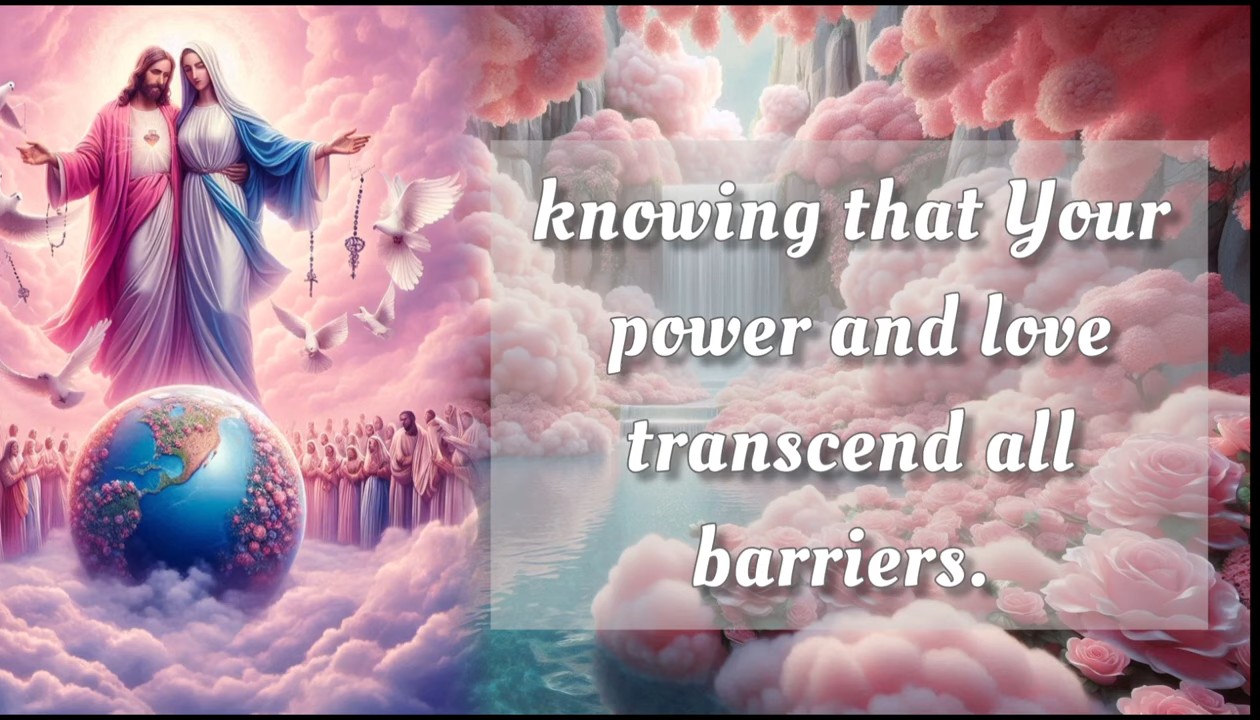 knowing that Your
power and love
transcend all
barriers.